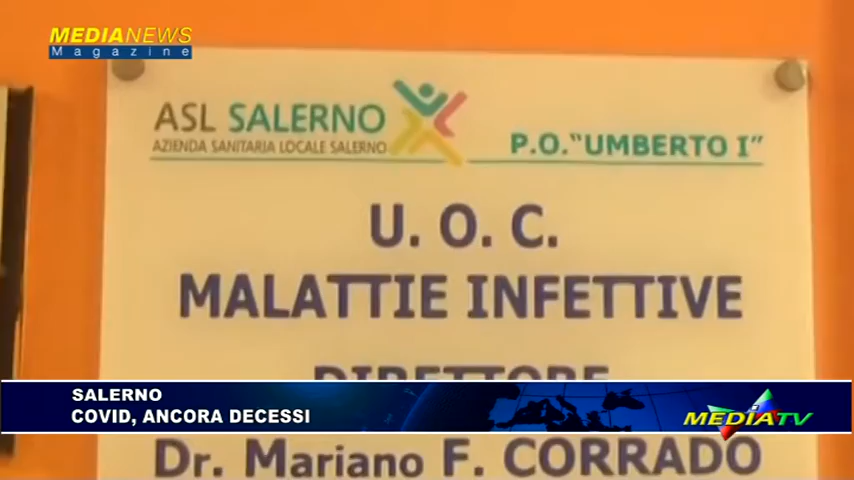 MEDIANEWS
Magazine
ASL SALERNO
AZIENDA SANITARIA LOCALE SALERNO
P.O."UMBERTO I"
U. O. C.
MALATTIE INFETTIVE
DIRETTORE
SALERNO
COVID, ANCORA DECESSI
MEDIATV
Dr. Mariano F. CORRADO